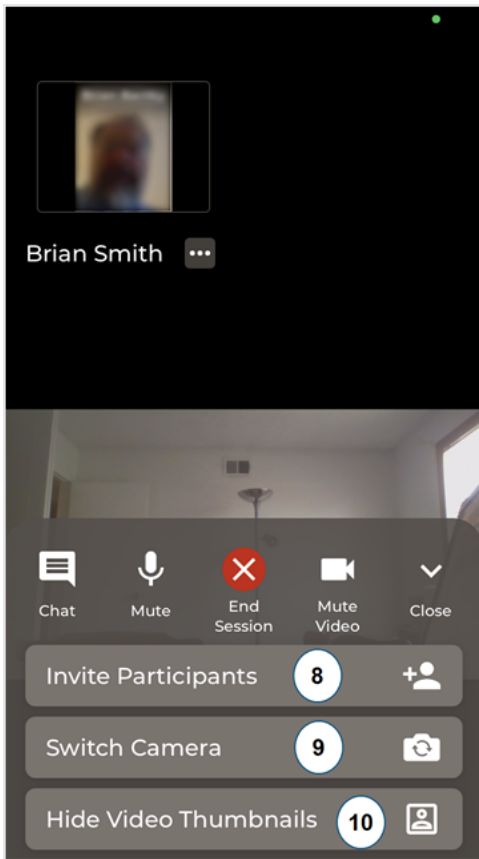 Brian Smith
Chat
Mute
End
Session
Mute
Video
Close
Invite Participants 8
Switch Camera 9
Hide Video Thumbnails 10